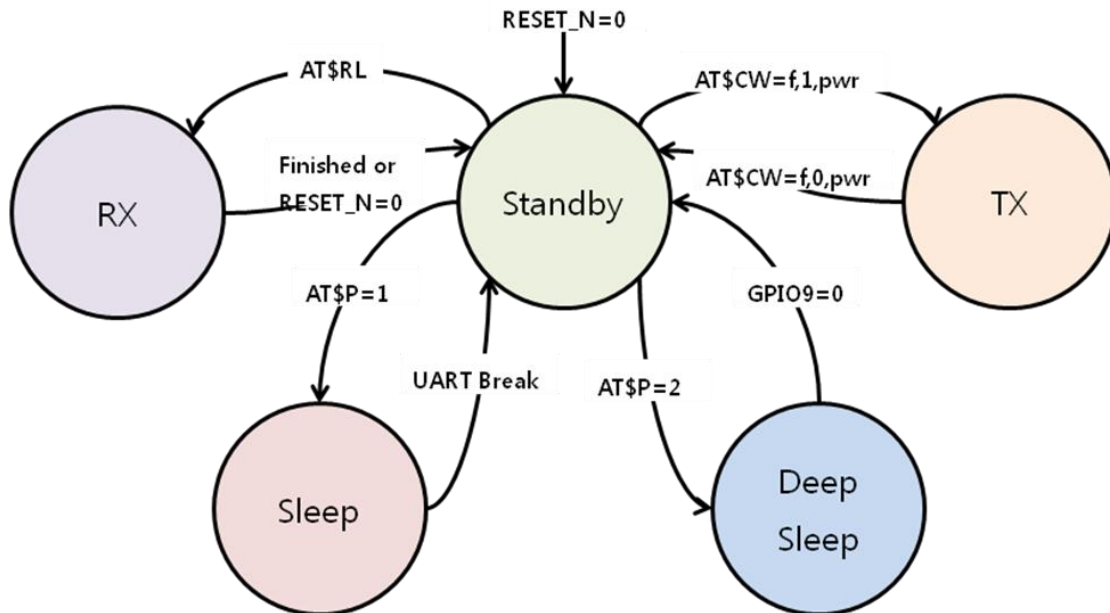 RESET_N=0
AT$RL
AT$CW=f,1,pwr
Finished or
RESET_N=0
AT$CW=f,0,pwr
RX
Standby
TX
AT$P=1
GPIO9=0
UART Break
AT$P=2
Sleep
Deep
Sleep